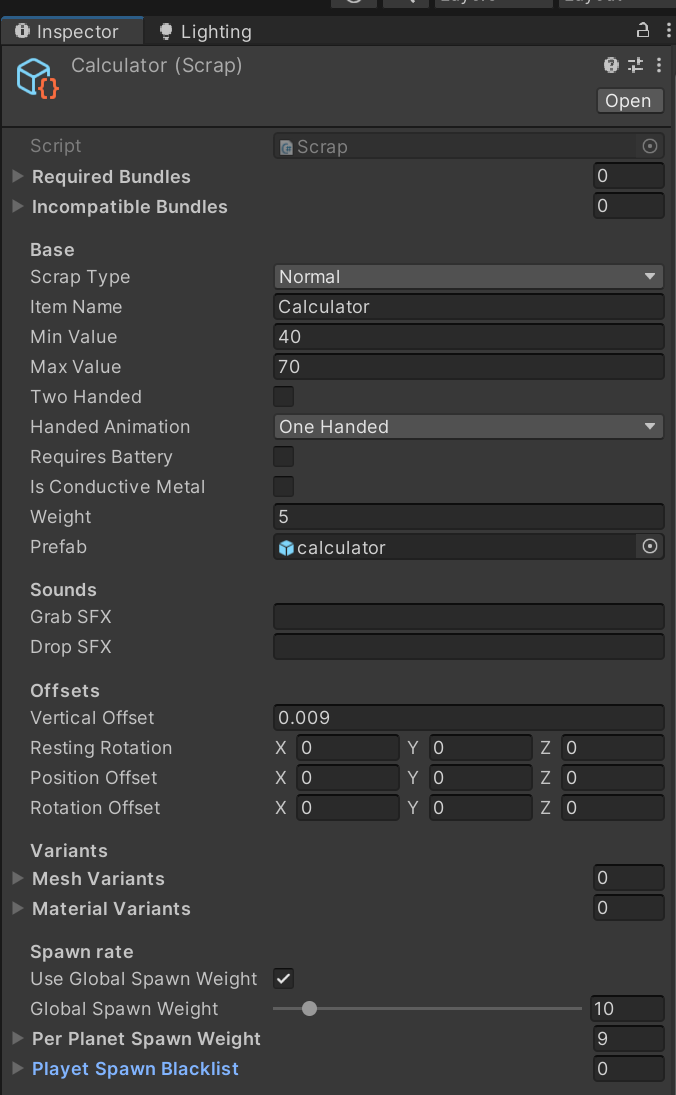 Inspector Lighting
Calculator (Scrap)
Open
Script Scrap
Required Bundles 0
Incompatible Bundles 0
Base
Scrap Type Normal
Item Name Calculator
Min Value 40
Max Value 70
Two Handed
Handed Animation One Handed
Requires Battery
Is Conductive Metal
Weight 5
Prefab calculator
Sounds
Grab SFX
Drop SFX
Offsets
Vertical Offset 0.009
Resting Rotation X 0 Y 0 Z 0
Position Offset X 0 Y 0 Z 0
Rotation Offset X 0 Y 0 Z 0
Variants
Mesh Variants 0
Material Variants 0
Spawn rate
Use Global Spawn Weight
Global Spawn Weight 10
Per Planet Spawn Weight 9
Playet Spawn Blacklist 0